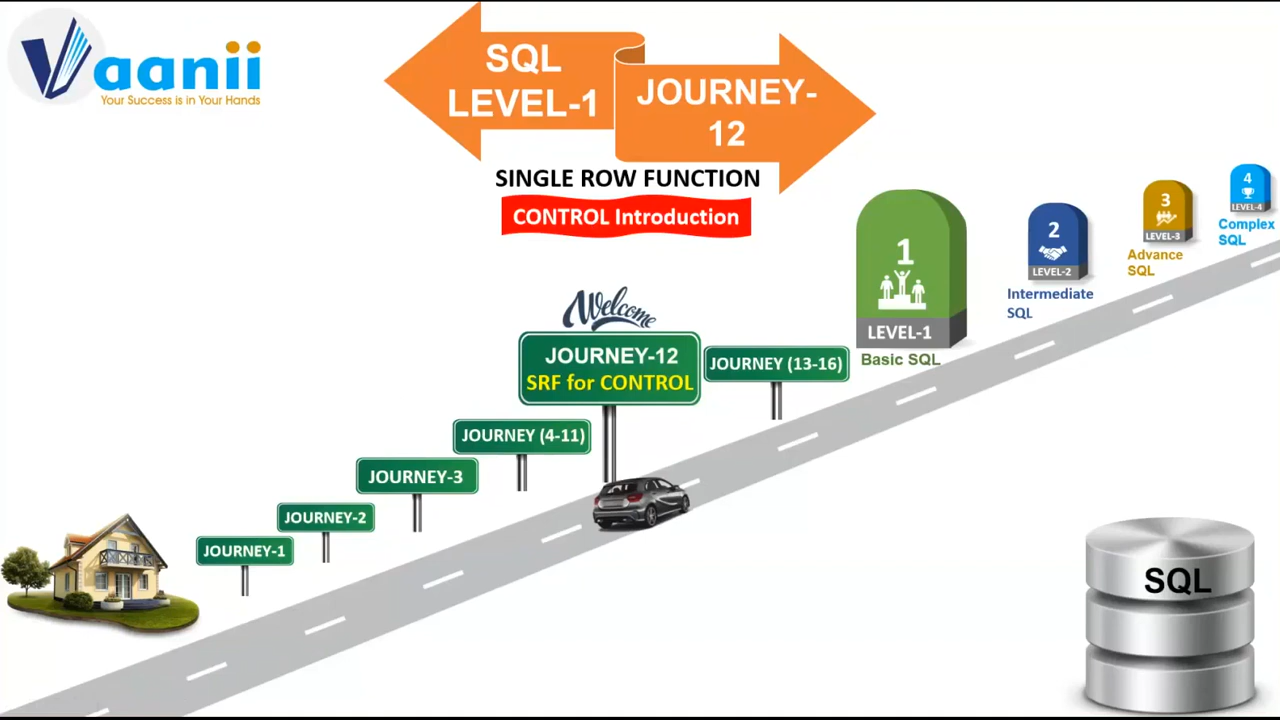 Vaanii
Your Success is in Your Hands
SQL
LEVEL-1
JOURNEY-
12
SINGLE ROW FUNCTION
CONTROL Introduction
4
LEVEL-4
Complex
SQL
3
LEVEL-3
Advance
SQL
2
LEVEL-2
Intermediate
SQL
1
LEVEL-1
Basic SQL
Welcome
JOURNEY-12
SRF for CONTROL
JOURNEY (13-16)
JOURNEY (4-11)
JOURNEY-3
JOURNEY-2
JOURNEY-1
SQL